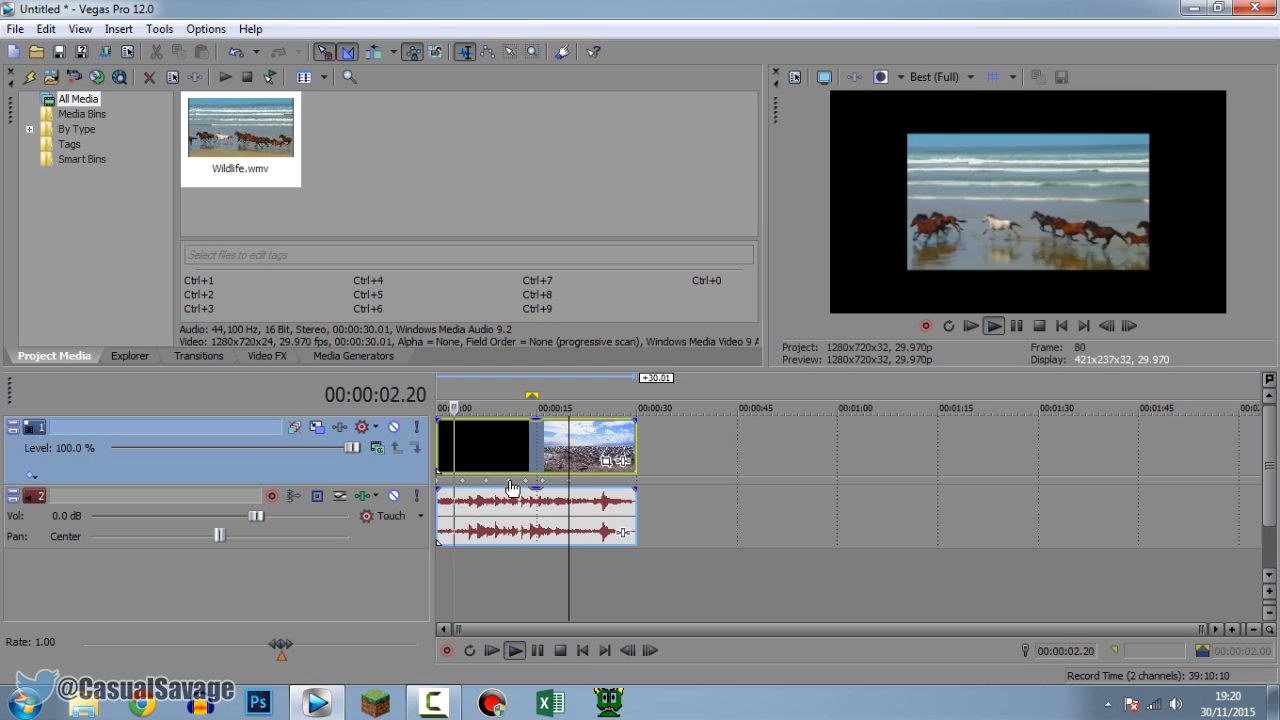 Untitled * - Vegas Pro 12.0
File Edit View Insert Tools Options Help
All Media
Media Bins
By Type
Tags
Smart Bins
Wildlife.wmv
Select files to edit tags
Ctrl+1 Ctrl+4 Ctrl+7 Ctrl+0
Ctrl+2 Ctrl+5 Ctrl+8
Ctrl+3 Ctrl+6 Ctrl+9
Audio: 44,100 Hz, 16 Bit, Stereo, 00:00:30.01, Windows Media Audio 9.2
Video: 1280x720x24, 29.970 fps, 00:00:30.01, Alpha = None, Field Order = None (progressive scan), Windows Media Video 9 A
Project Media Explorer Transitions Video FX Media Generators
Best (Full)
Project: 1280x720x32, 29.970p Frame: 80
Preview: 1280x720x32, 29.970p Display: 421x237x32, 29.970
00:00:02.20
+30.01
00:00:15 00:00:30 00:00:45 00:01:00 00:01:15 00:01:30 00:01:45
1
Level: 100.0 %
2
Vol: 0.0 dB Touch
Pan: Center
Rate: 1.00
00:00:02.20 00:00:02.00
Record Time (2 channels): 39:10:10
@CasualSavage
Ps
19:20
30/11/2015